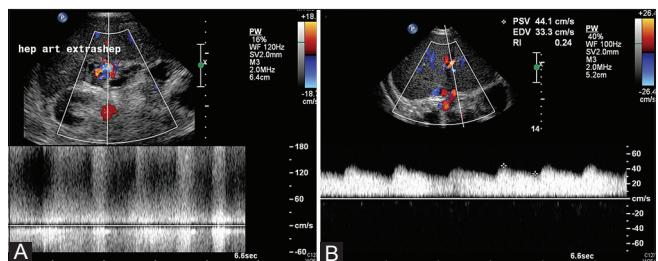 +18.
hep art extrashep
PW
16%
WF 120Hz
SV2.0mm
M3
2.0MHz
6.4cm
-18.7
cm/s
180
120
60
cm/s
-60
6.6sec
A
B
PSV 44.1 cm/s
EDV 33.3 cm/s
RI 0.24
PW
40%
WF 100Hz
SV2.0mm
M3
2.0MHz
5.2cm
+26.4
-26.4
cm/s
14
60
40
20
cm/s
-20
-40
-60
6.6sec